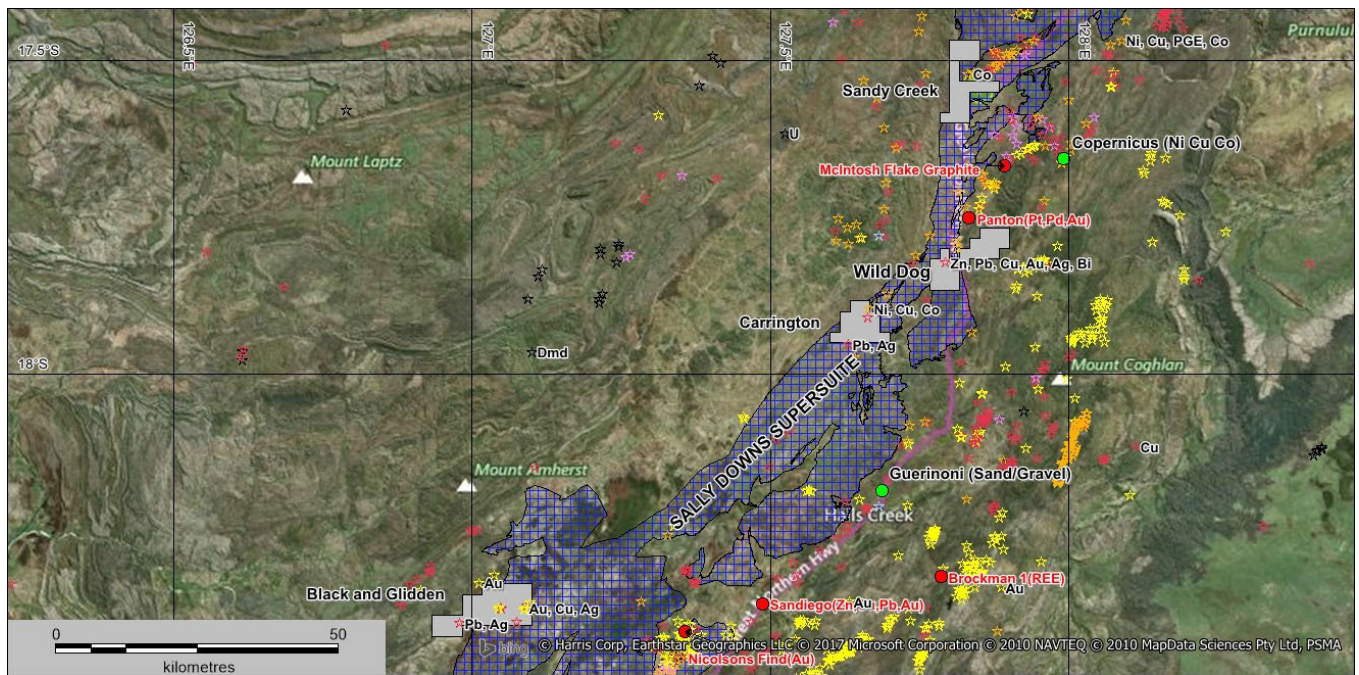 17.5°S
126.5°E
127°E
127.5°E
128°E
Ni, Cu, PGE, Co
Purnulul
Co
Sandy Creek
U
Copernicus (Ni Cu Co)
Mount Laptz
McIntosh Flake Graphite
Panton(Pt,Pd,Au)
Wild Dog
Zn, Pb, Cu, Au, Ag, Bi
Ni, Cu, Co
Carrington
Pb, Ag
Dmd
18°S
Mount Coghlan
SALLY DOWNS SUPERSUITE
Cu
Mount Amherst
Guerinoni (Sand/Gravel)
Halls Creek
Northern Hwy
Au
Brockman 1(REE)
Au
Black and Glidden
Au, Cu, Ag
Sandiego(Zn, ,Pb,Au)
Au
Pb, Ag
0 50
kilometres
bing
© Harris Corp, Earthstar Geographics LLC © 2017 Microsoft Corporation © 2010 NAVTEQ © 2010 MapData Sciences Pty Ltd, PSMA
Nicolsons Find(Au)